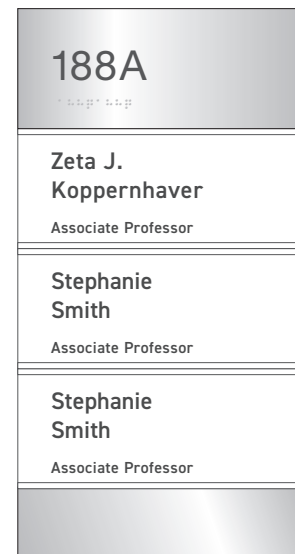 188A
Zeta J.
Koppernhaver
Associate Professor
Stephanie
Smith
Associate Professor
Stephanie
Smith
Associate Professor